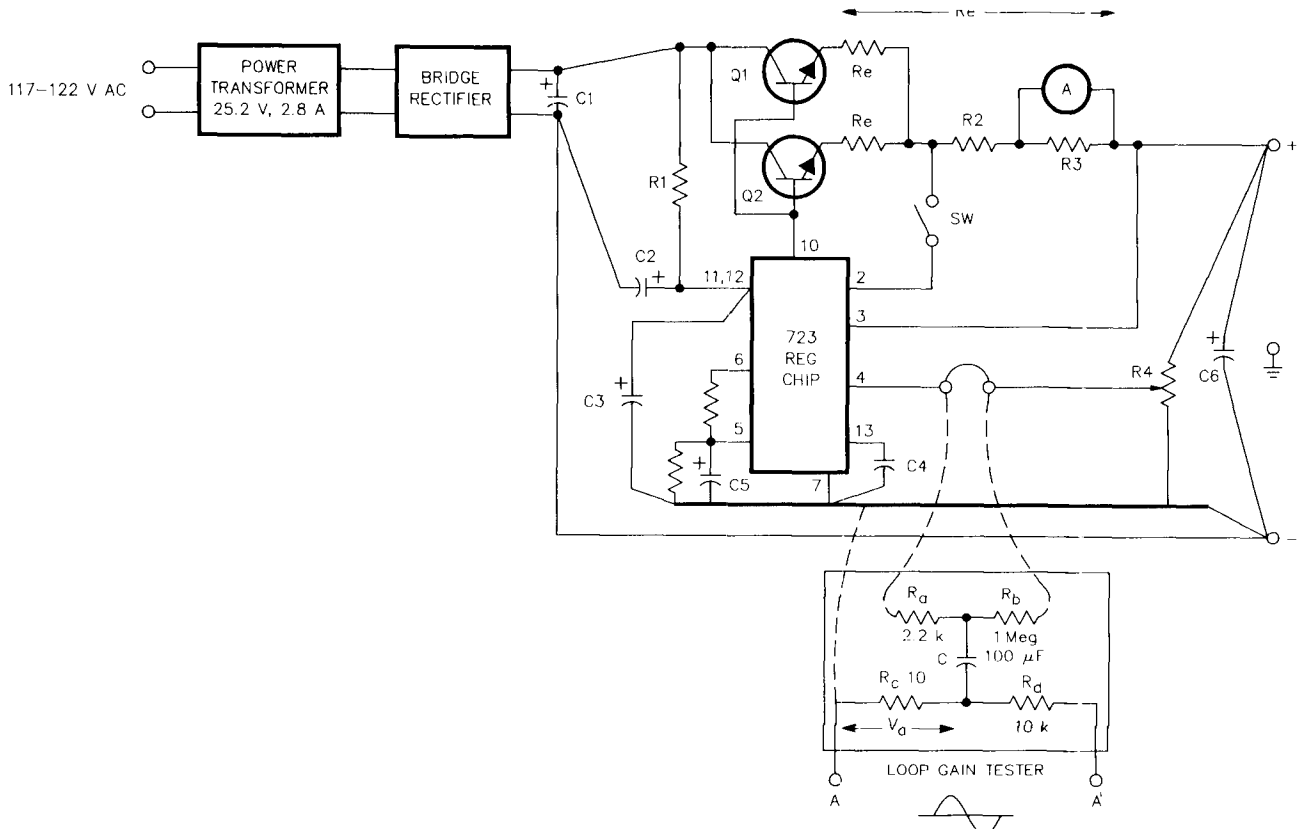 Re
117–122 V AC
POWER
TRANSFORMER
25.2 V, 2.8 A
BRIDGE
RECTIFIER
+
C1
Q1
Re
A
Re
R2
R3
+
R1
Q2
SW
C2
+
10
11,12
2
3
723
REG
CHIP
6
4
R4
+
C6
+
C3
5
13
+
C5
7
C4
−
Ra
Rb
2.2 k
1 Meg
C
100 μF
Rc 10
Rd
Va
10 k
LOOP GAIN TESTER
A
A'